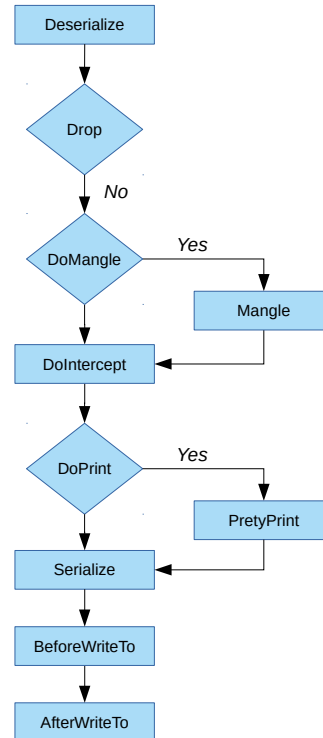 Deserialize
Drop
No
DoMangle
Yes
Mangle
DoIntercept
DoPrint
Yes
PretyPrint
Serialize
BeforeWriteTo
AfterWriteTo